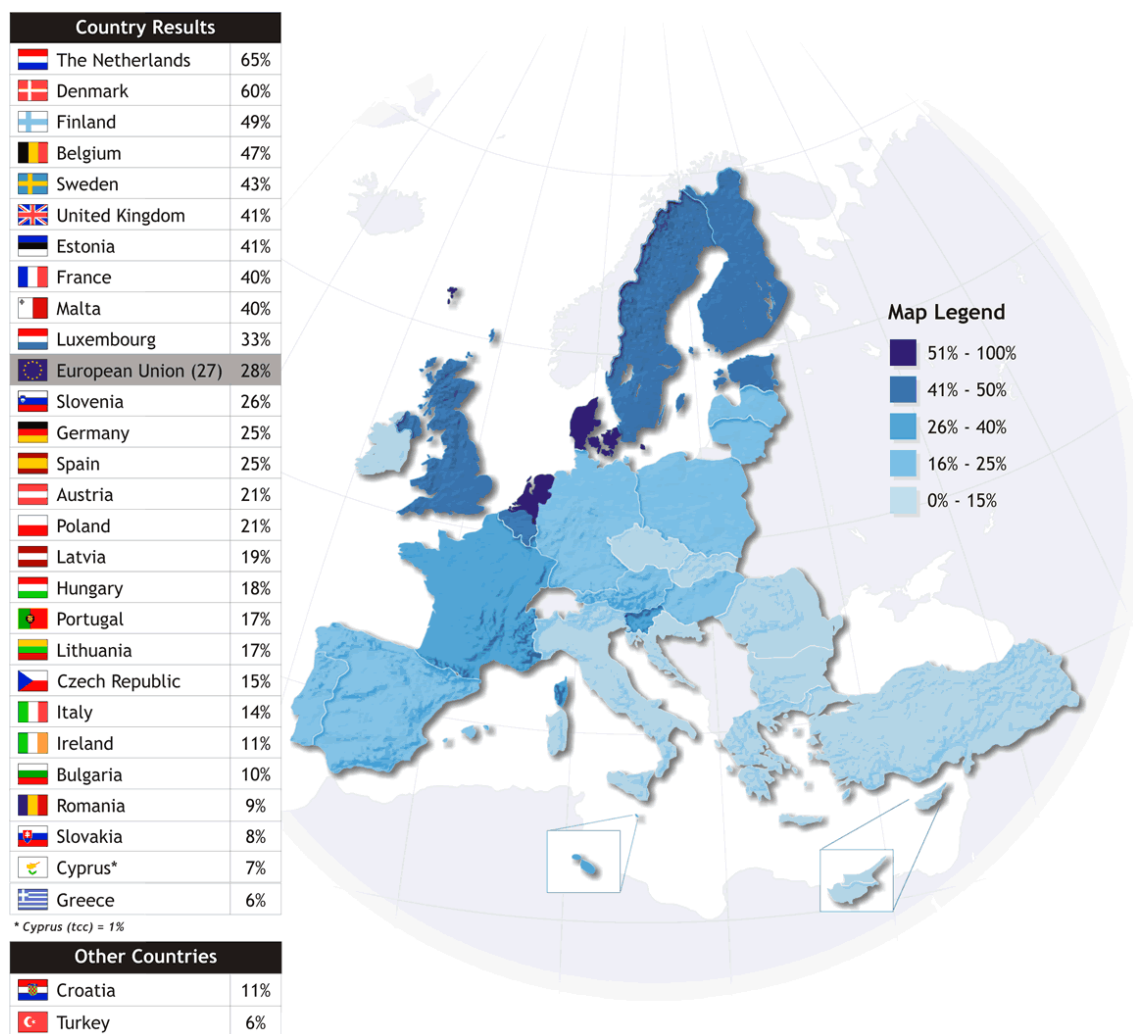 Country Results
The Netherlands 65%
Denmark 60%
Finland 49%
Belgium 47%
Sweden 43%
United Kingdom 41%
Estonia 41%
France 40%
Malta 40%
Luxembourg 33%
European Union (27) 28%
Slovenia 26%
Germany 25%
Spain 25%
Austria 21%
Poland 21%
Latvia 19%
Hungary 18%
Portugal 17%
Lithuania 17%
Czech Republic 15%
Italy 14%
Ireland 11%
Bulgaria 10%
Romania 9%
Slovakia 8%
Cyprus* 7%
Greece 6%
* Cyprus (tcc) = 1%
Other Countries
Croatia 11%
Turkey 6%
Map Legend
51% - 100%
41% - 50%
26% - 40%
16% - 25%
0% - 15%